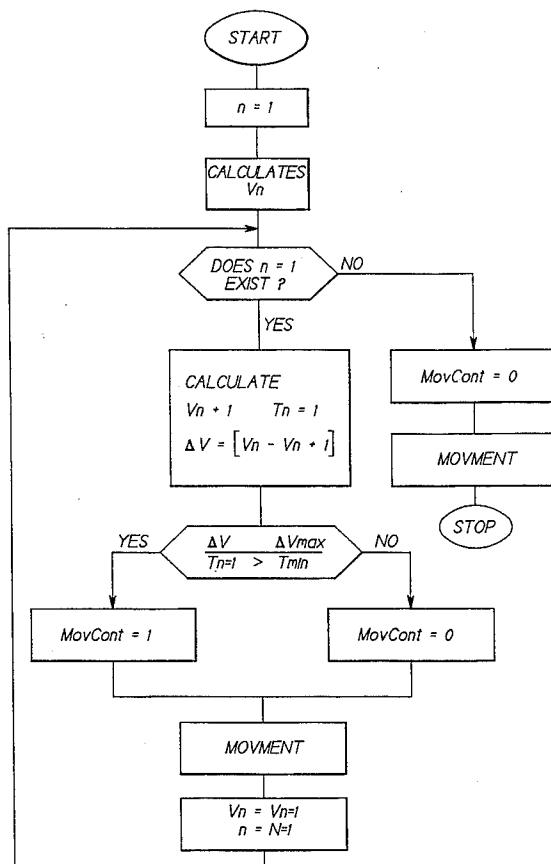 START
n = 1
CALCULATES
Vn
DOES n = 1
EXIST ?
NO
YES
CALCULATE
Vn + 1 Tn = 1
Δ V = [Vn - Vn + 1]
MovCont = 0
MOVMENT
STOP
YES
ΔV ΔVmax
Tn=1 > Tmin
NO
MovCont = 1
MovCont = 0
MOVMENT
Vn = Vn=1
n = N=1